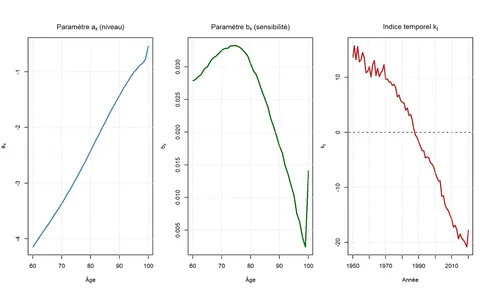 Paramètre ax (niveau)
-1
-2
-3
-4
ax
60 70 80 90 100
Âge
Paramètre bx (sensibilité)
0.030
0.025
0.020
0.015
0.010
0.005
bx
60 70 80 90 100
Âge
Indice temporel kt
10
0
-10
-20
kt
1950 1970 1990 2010
Année